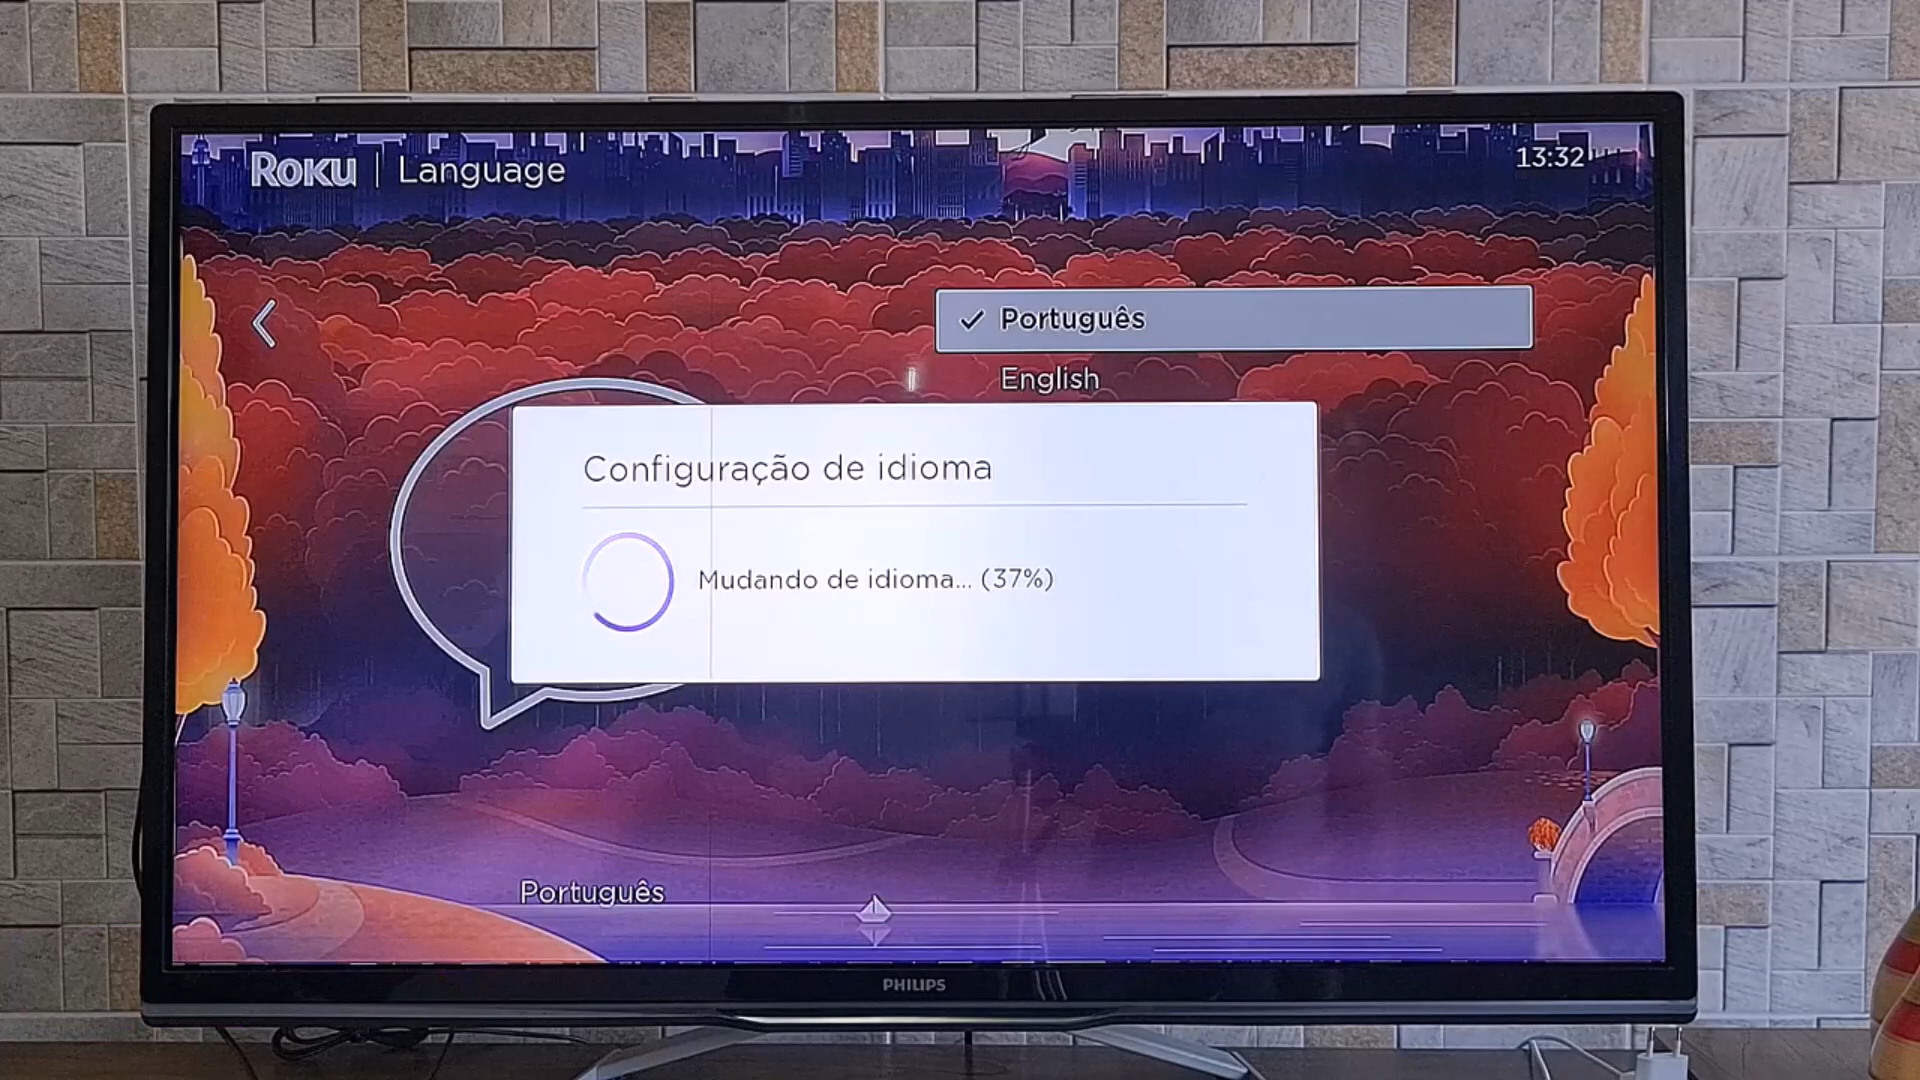 Roku | Language
13:32
Português
English
Configuração de idioma
Mudando de idioma... (37%)
Português
PHILIPS